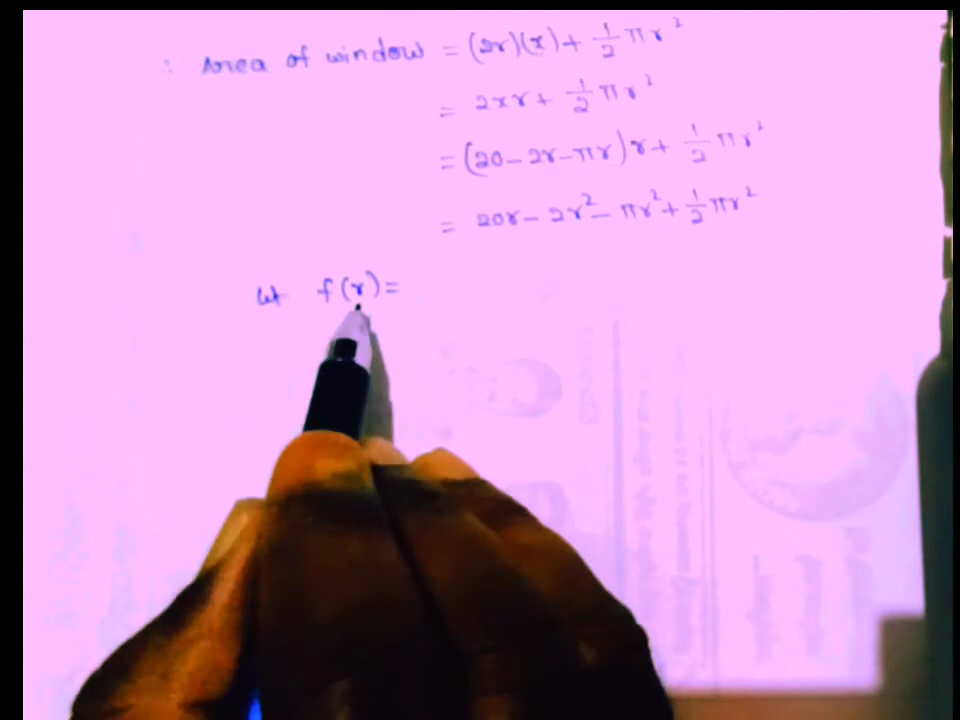 ∴ Area of window = (2r)(x) + 1/2 πr²
= 2xr + 1/2 πr²
= (20 - 2r - πr) r + 1/2 πr²
= 20r - 2r² - πr² + 1/2 πr²
Let f(r) =